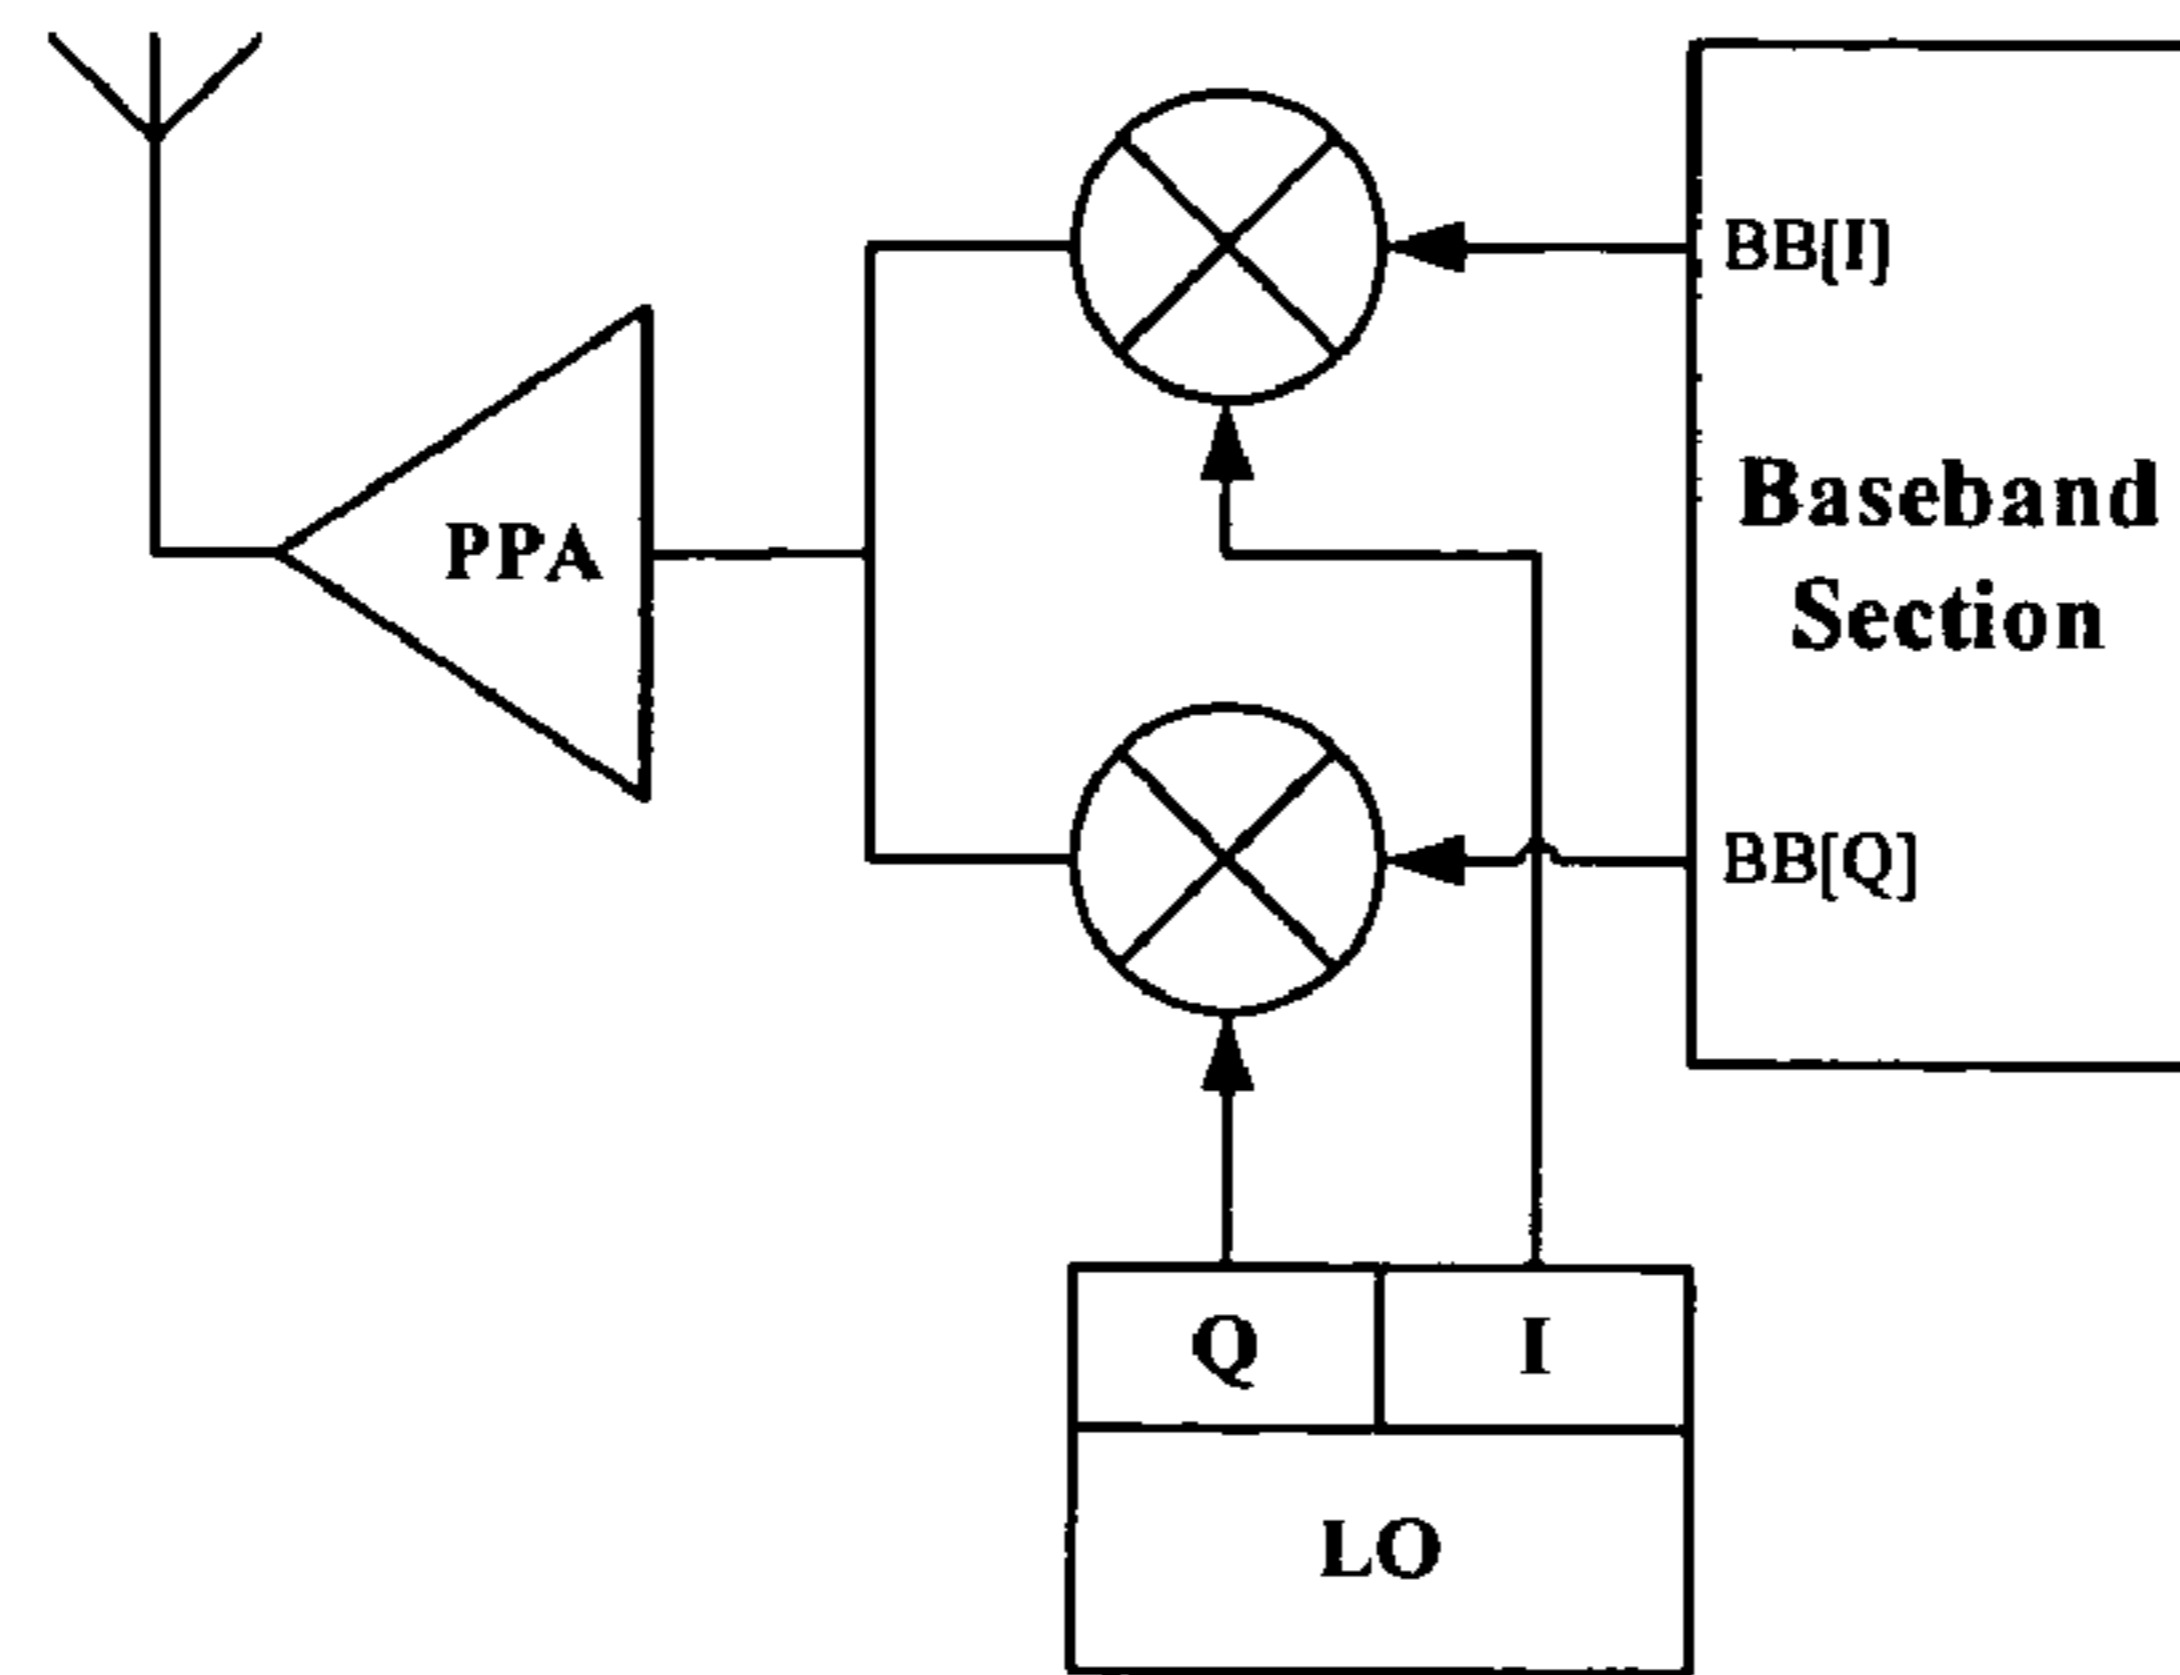 BB[I]
Baseband
Section
PPA
BB[Q]
Q
I
LO